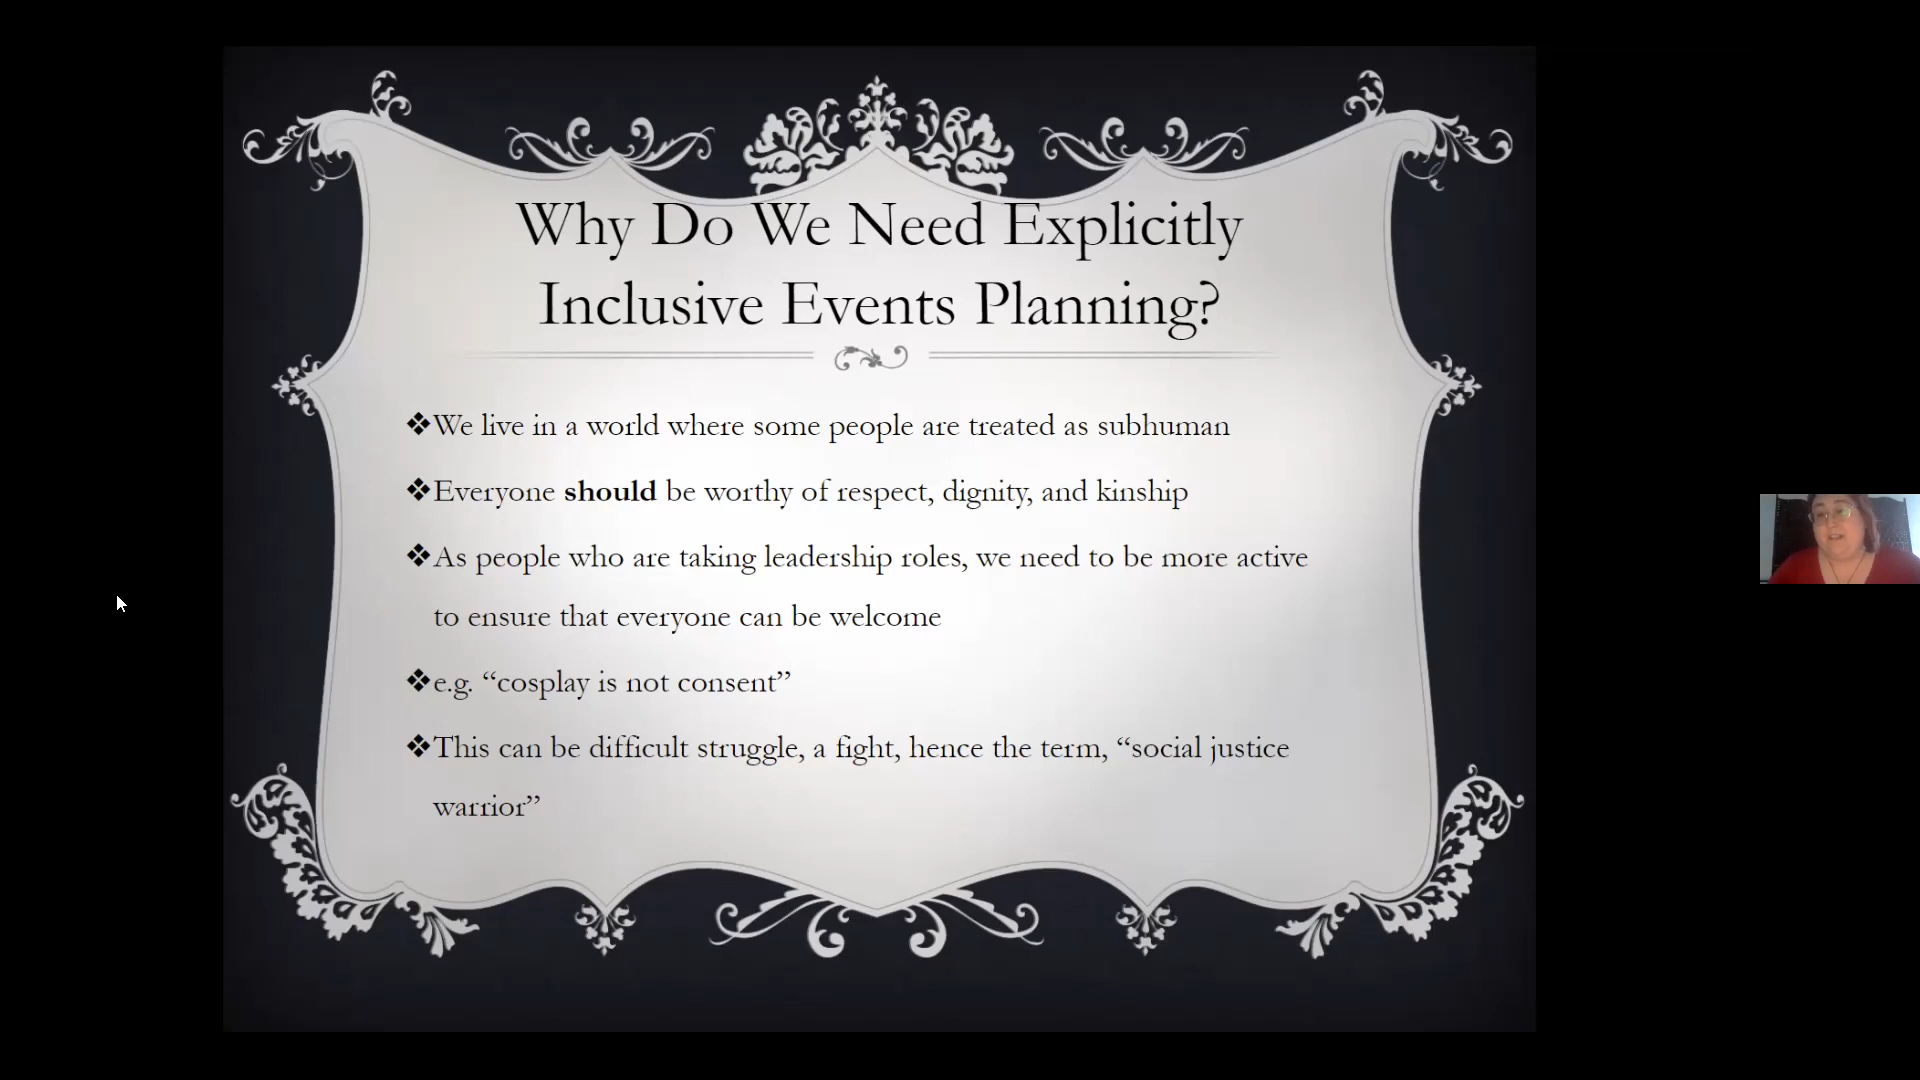 Why Do We Need Explicitly
Inclusive Events Planning?
❖We live in a world where some people are treated as subhuman
❖Everyone should be worthy of respect, dignity, and kinship
❖As people who are taking leadership roles, we need to be more active
to ensure that everyone can be welcome
❖e.g. “cosplay is not consent”
❖This can be difficult struggle, a fight, hence the term, “social justice
warrior”